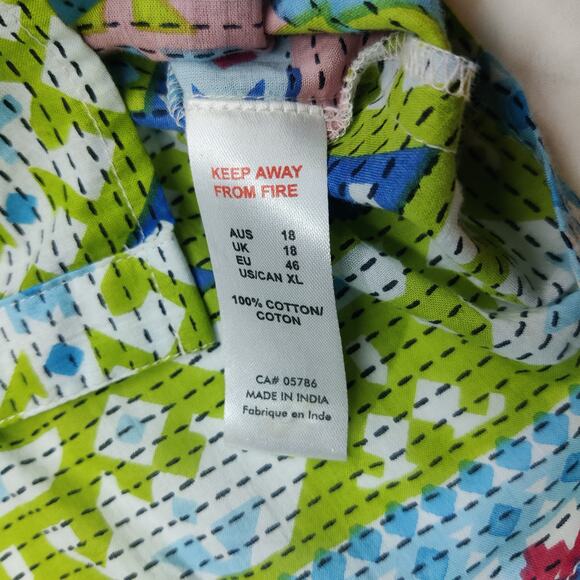 KEEP AWAY
FROM FIRE
AUS 18
UK 18
EU 46
US/CAN XL
100% COTTON/
COTON
CA# 05786
MADE IN INDIA
Fabrique en Inde